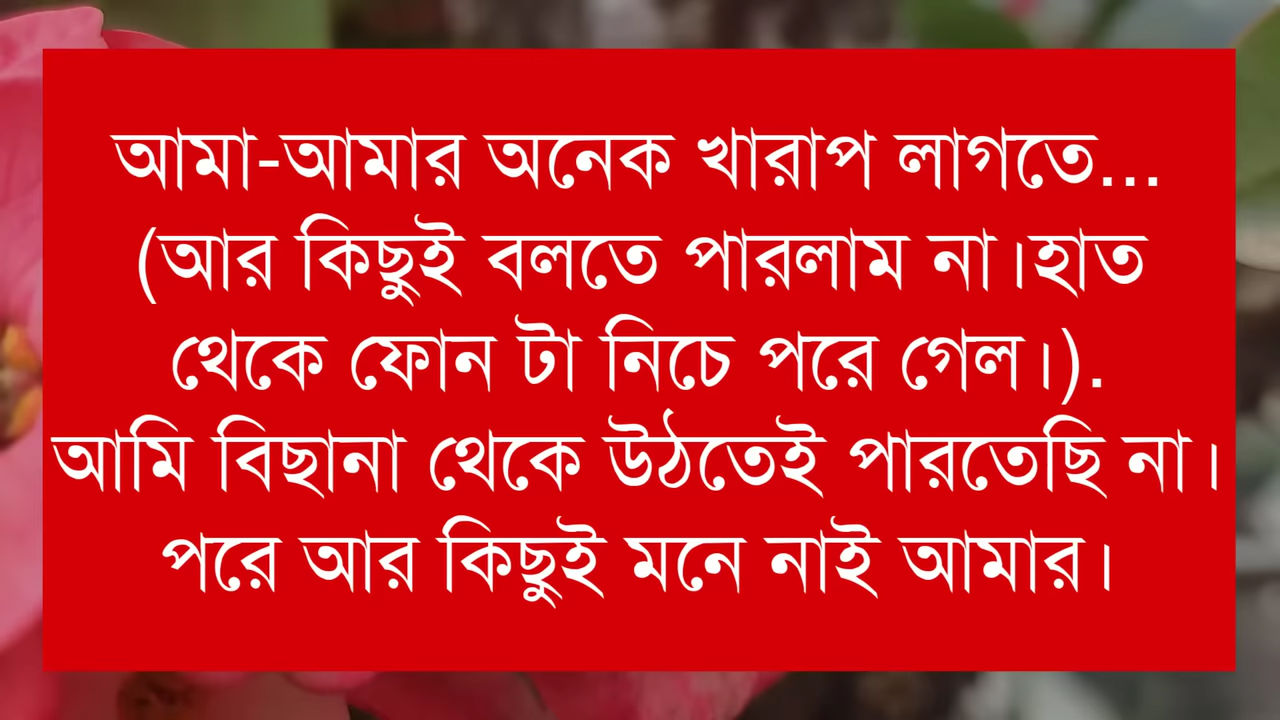 আমা-আমার অনেক খারাপ লাগতে...
(আর কিছুই বলতে পারলাম না।হাত
থেকে ফোন টা নিচে পরে গেল।).
আমি বিছানা থেকে উঠতেই পারতেছি না।
পরে আর কিছুই মনে নাই আমার।